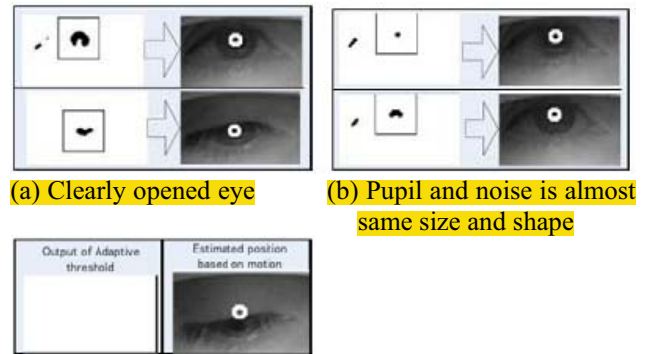 (a) Clearly opened eye
(b) Pupil and noise is almost
same size and shape
Output of Adaptive
threshold
Estimated position
based on motion